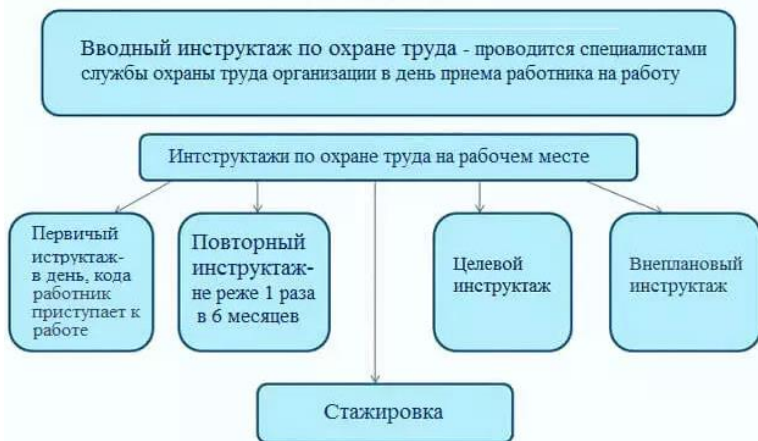 Вводный инструктаж по охране труда - проводится специалистами
службы охраны труда организации в день приема работника на работу
Интструктажи по охране труда на рабочем месте
Первичый
иструктаж-
в день, кода
работник
приступает к
работе
Повторный
инструктаж-
не реже 1 раза
в 6 месяцев
Целевой
инструктаж
Внеплановый
инструктаж
Стажировка